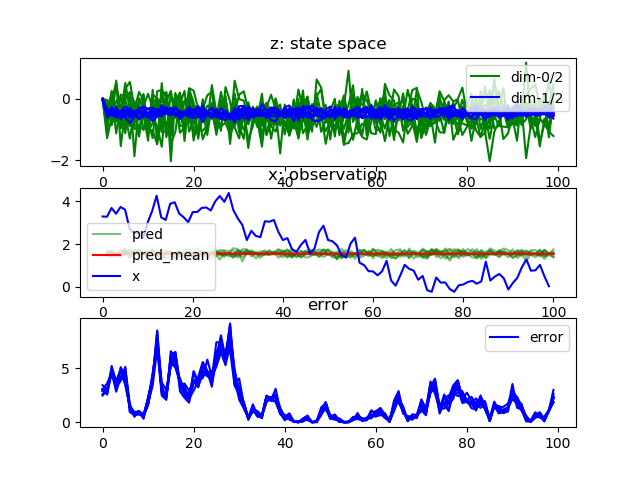 z: state space
0
−2
dim-0/2
dim-1/2
0 20 40 60 80 100
x: observation
4
2
0
pred
pred_mean
x
0 20 40 60 80 100
error
5
0
error
0 20 40 60 80 100